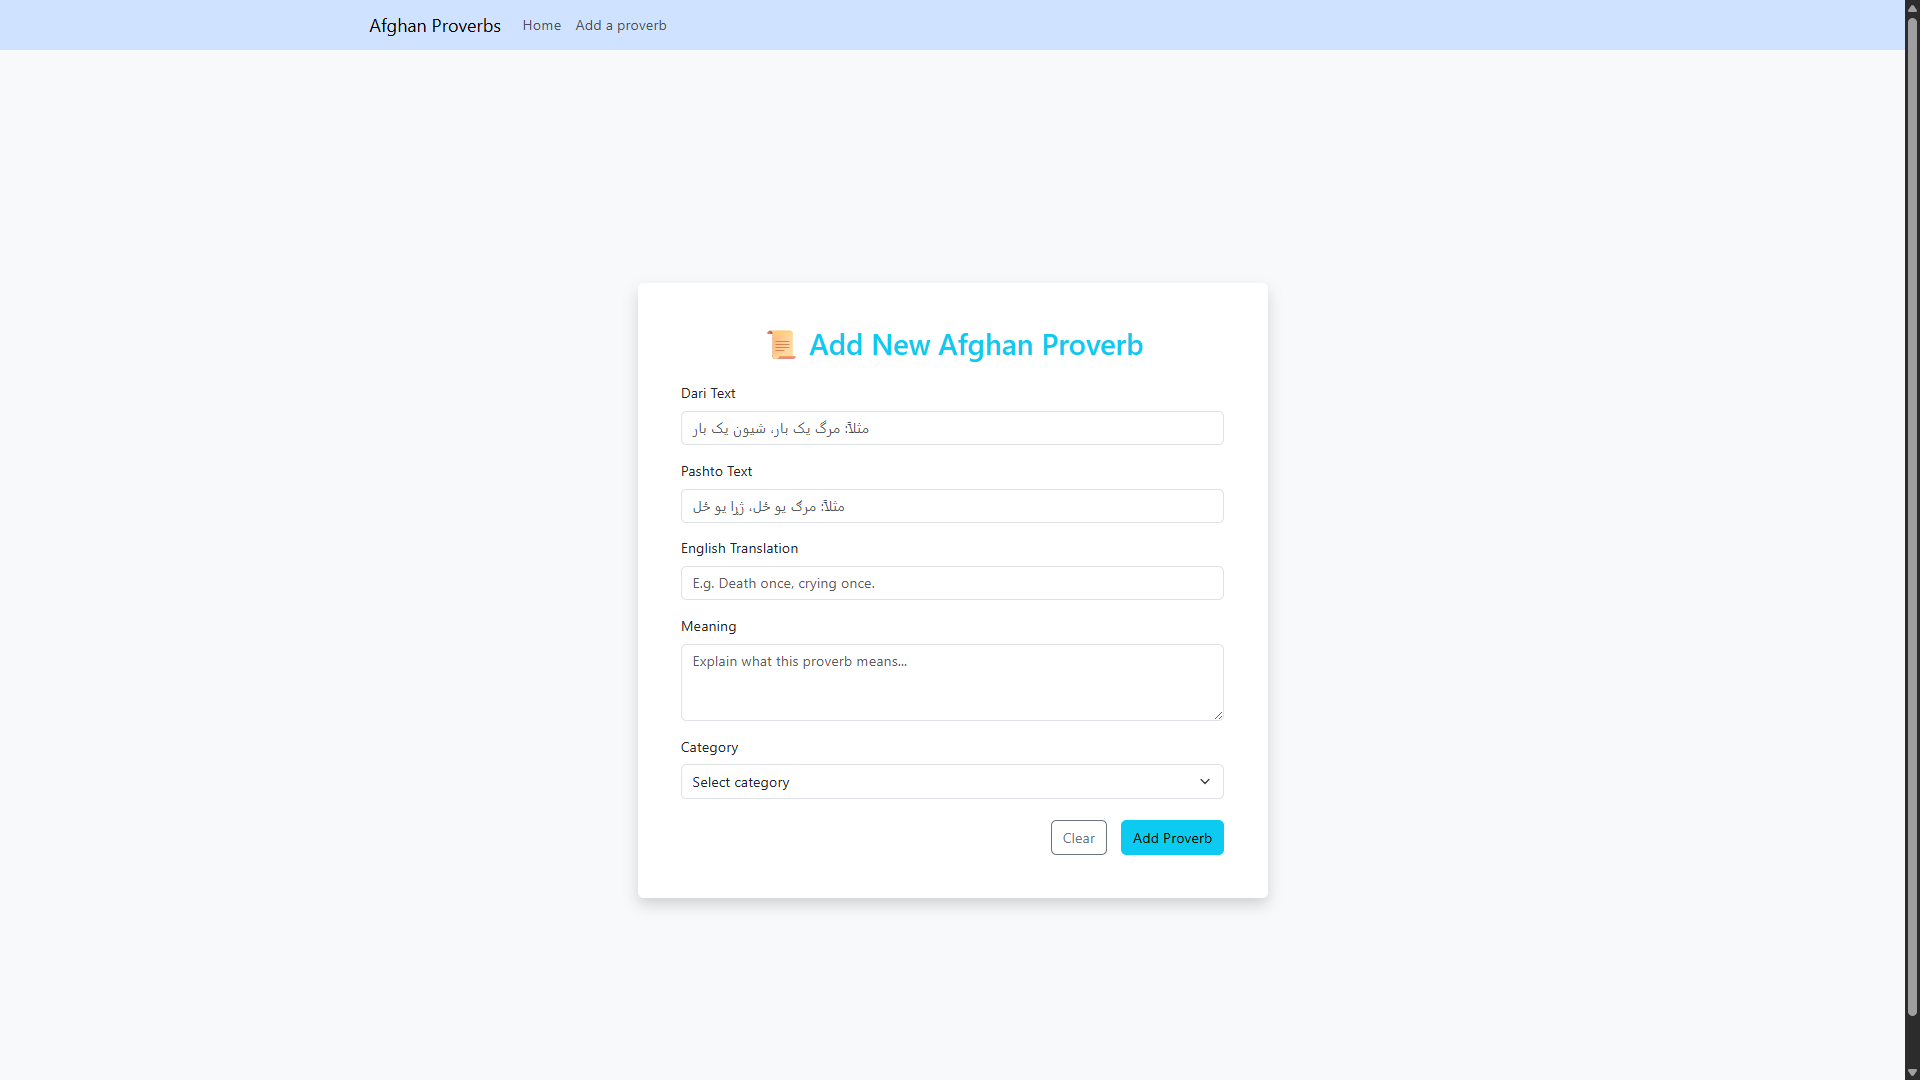 Afghan Proverbs Home Add a proverb
📜 Add New Afghan Proverb
Dari Text
مثلاً: مرگ یک بار، شیون یک بار
Pashto Text
مثلاً: مرګ یو ځل، ژړا یو ځل
English Translation
E.g. Death once, crying once.
Meaning
Explain what this proverb means...
Category
Select category
Clear Add Proverb